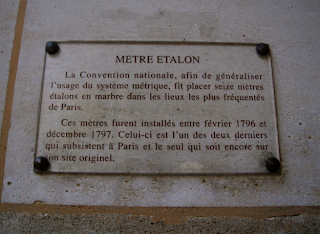 METRE ETALON
La Convention nationale, afin de généraliser
l'usage du système métrique, fit placer seize mètres
étalons en marbre dans les lieux les plus fréquentés
de Paris.
Ces mètres furent installés entre février 1796 et
décembre 1797. Celui-ci est l'un des deux derniers
qui subsistent à Paris et le seul qui soit encore sur
son site originel.